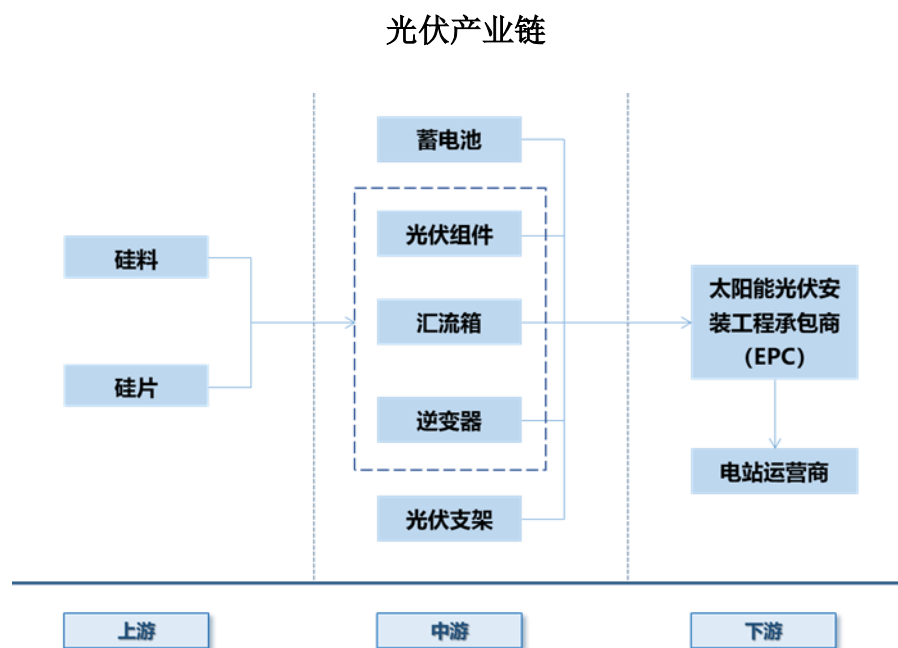 光伏产业链
蓄电池
光伏组件
硅料
汇流箱
硅片
逆变器
光伏支架
太阳能光伏安
装工程承包商
（EPC）
电站运营商
上游
中游
下游